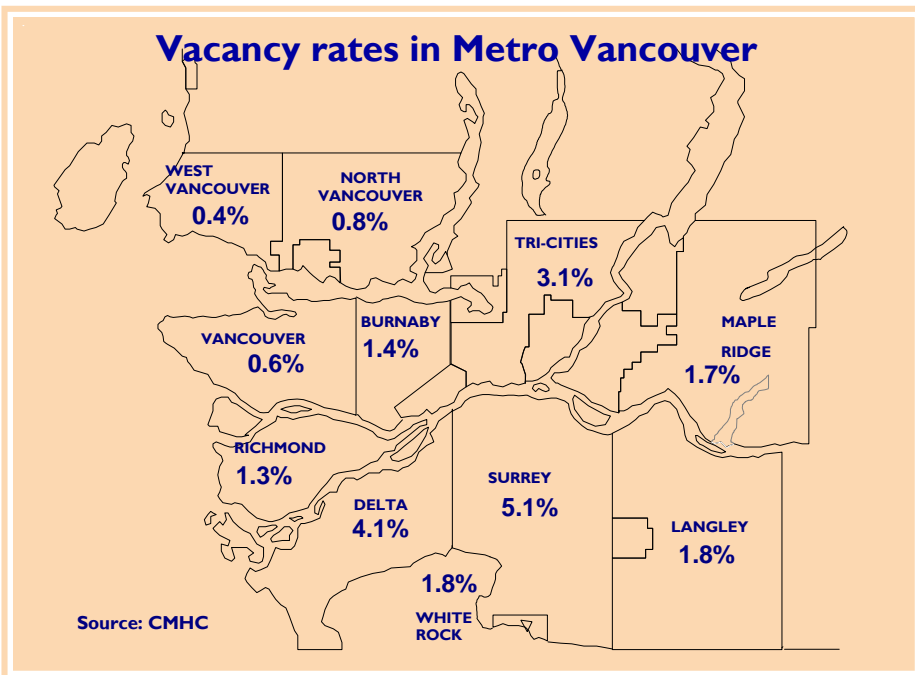 Vacancy rates in Metro Vancouver
WEST
VANCOUVER
0.4%
NORTH
VANCOUVER
0.8%
TRI-CITIES
3.1%
VANCOUVER
0.6%
BURNABY
1.4%
MAPLE
RIDGE
1.7%
RICHMOND
1.3%
DELTA
4.1%
SURREY
5.1%
LANGLEY
1.8%
1.8%
WHITE
ROCK
Source: CMHC